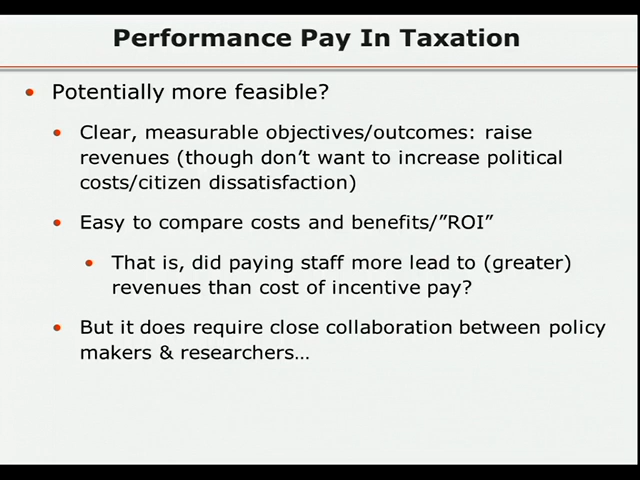 Performance Pay In Taxation
Potentially more feasible?
Clear, measurable objectives/outcomes: raise
revenues (though don’t want to increase political
costs/citizen dissatisfaction)
Easy to compare costs and benefits/”ROI”
That is, did paying staff more lead to (greater)
revenues than cost of incentive pay?
But it does require close collaboration between policy
makers & researchers…